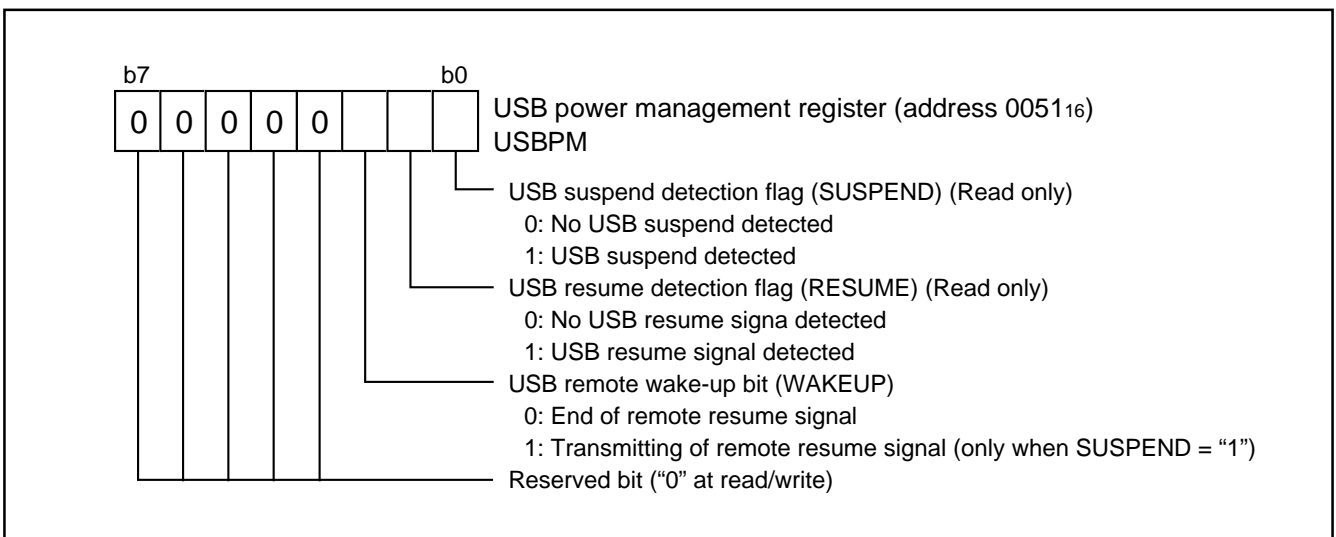 b7 b0
0 0 0 0 0
USB power management register (address 0051₁₆)
USBPM
USB suspend detection flag (SUSPEND) (Read only)
0: No USB suspend detected
1: USB suspend detected
USB resume detection flag (RESUME) (Read only)
0: No USB resume signa detected
1: USB resume signal detected
USB remote wake-up bit (WAKEUP)
0: End of remote resume signal
1: Transmitting of remote resume signal (only when SUSPEND = “1”)
Reserved bit (“0” at read/write)